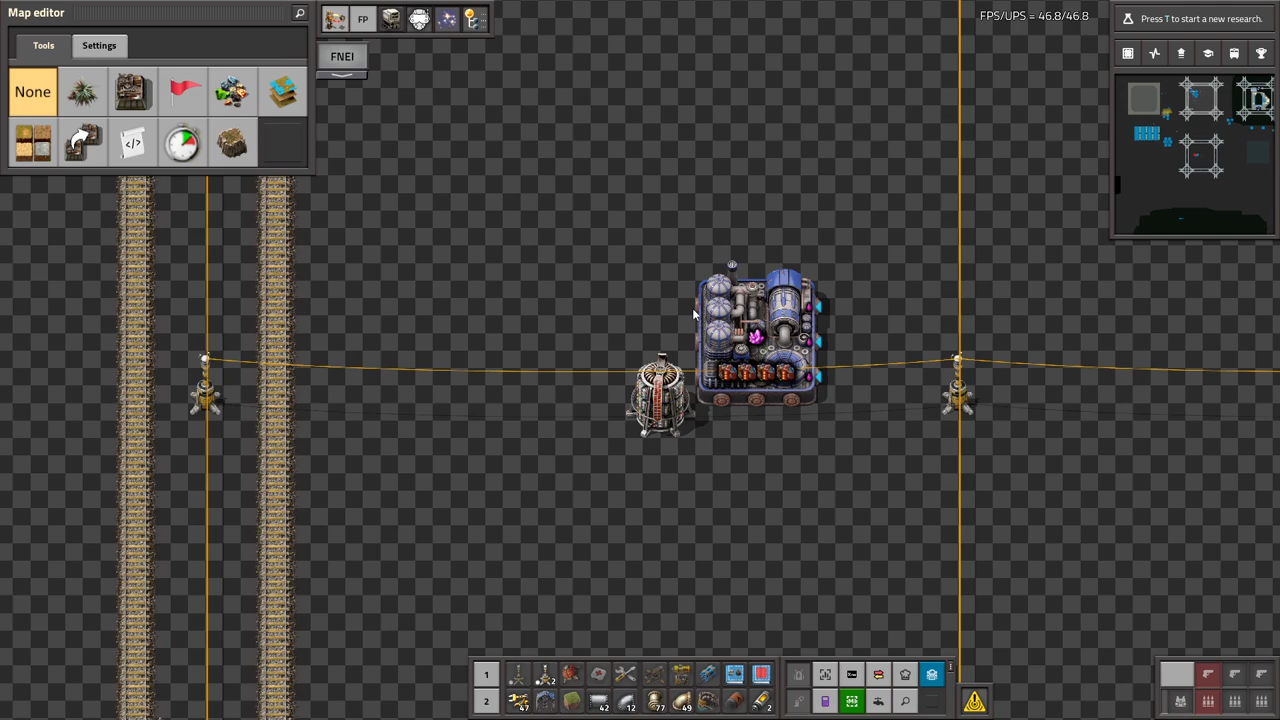 Map editor
FP
FPS/UPS = 46.8/46.8
Press T to start a new research.
Tools
Settings
FNEI
None
</>
1
2
2
47
42
12
77
49
2